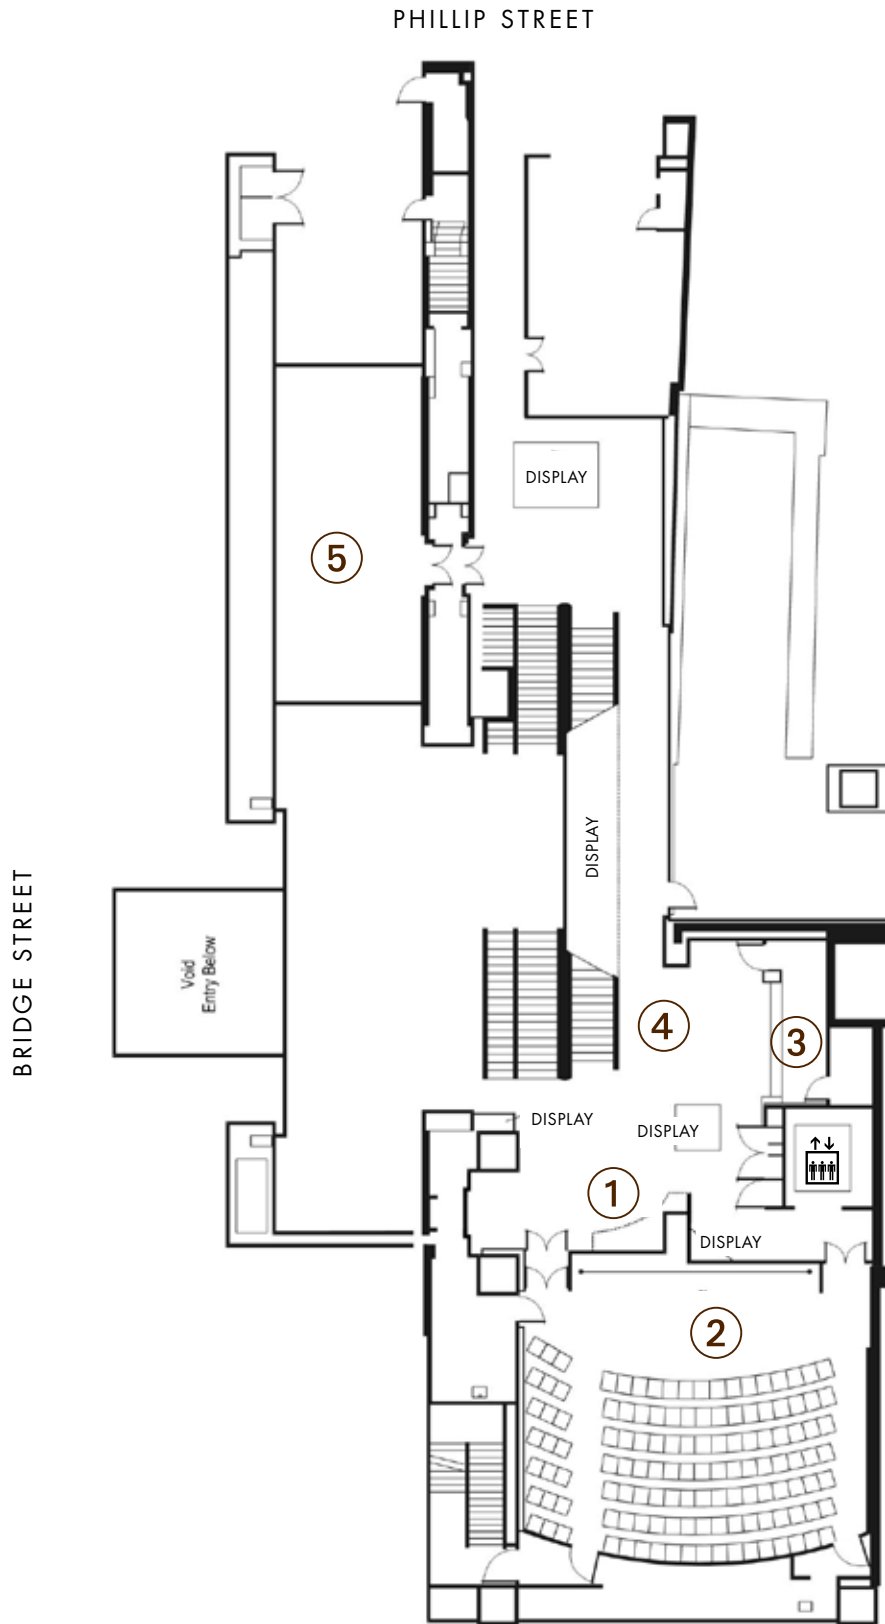 PHILLIP STREET
DISPLAY
5
DISPLAY
BRIDGE STREET
Void
Entry Below
4
3
DISPLAY
DISPLAY
1
DISPLAY
2